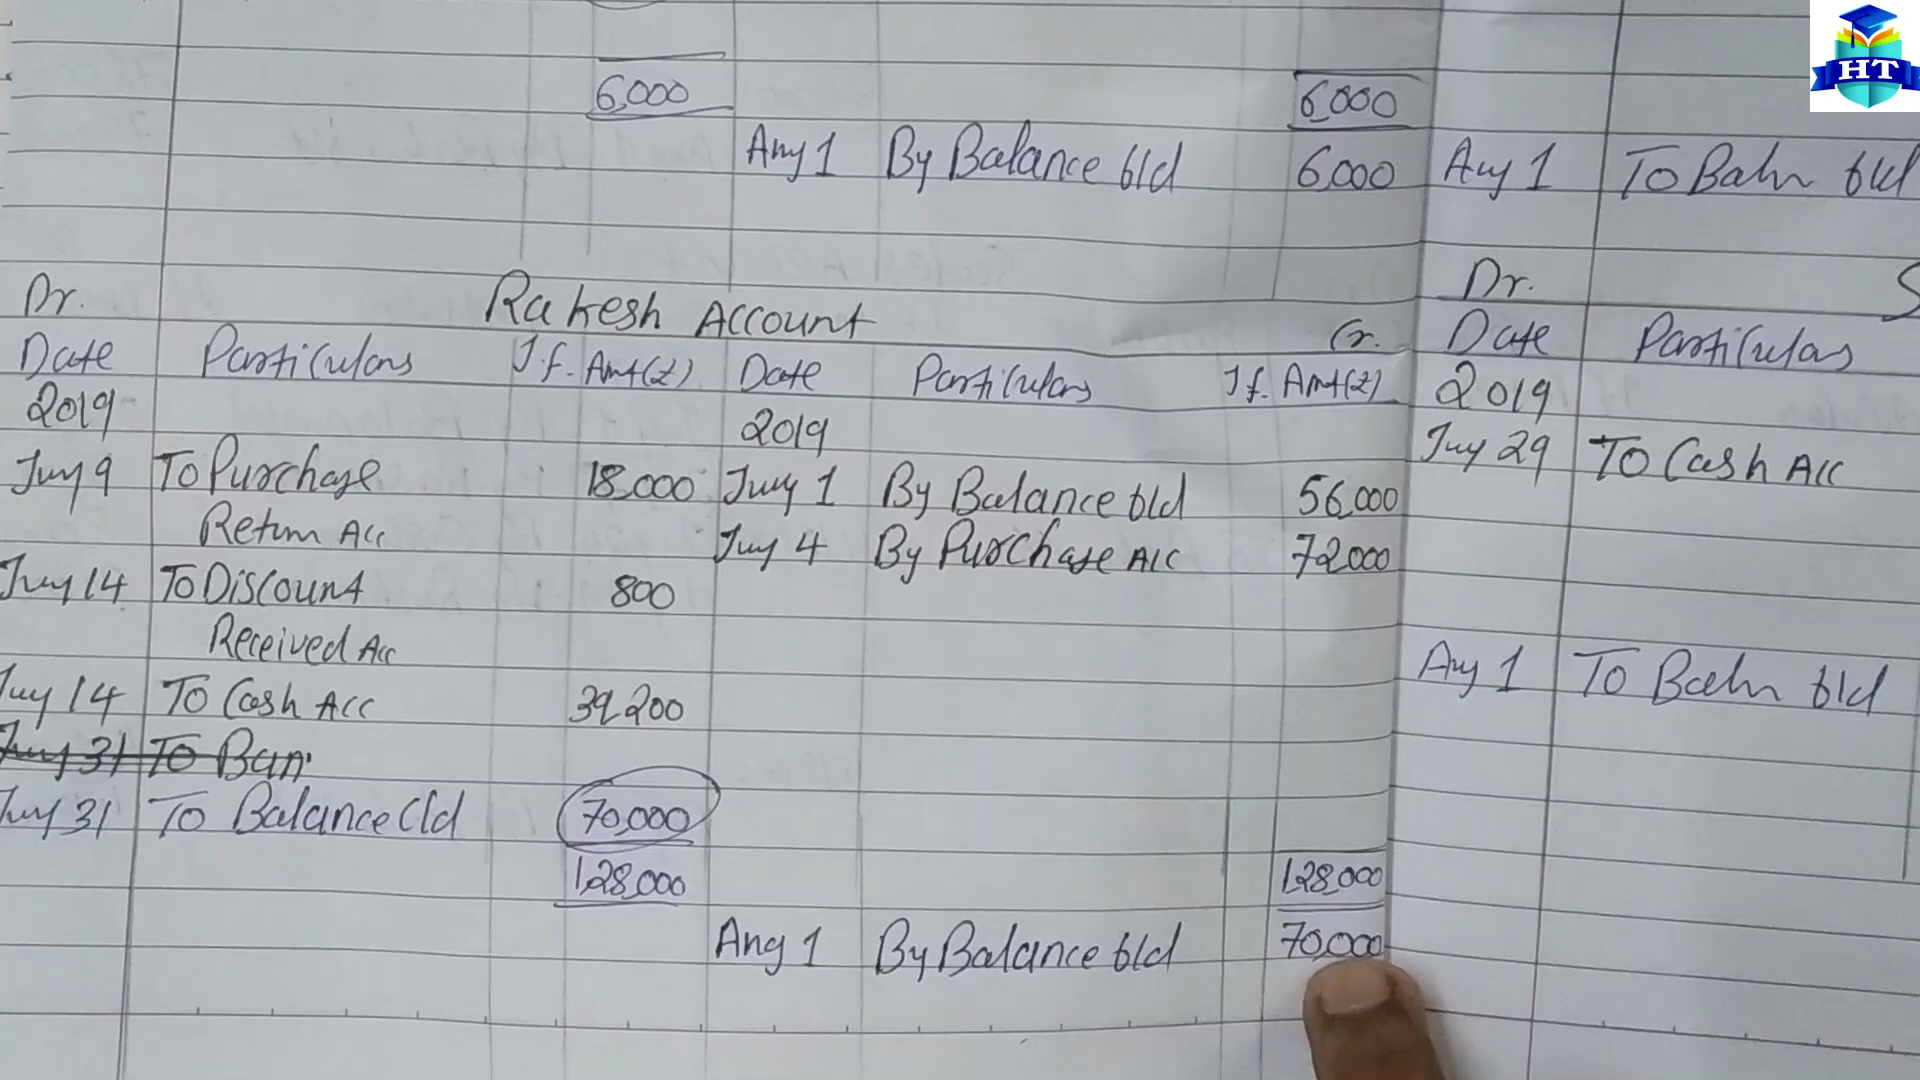 HT
6,000 6,000
Aug 1 By Balance b/d 6,000 Aug 1 To Baln b/d
Dr. Dr. S
Rakesh Account Cr.
Date Particulars J.f. Amt(₹) Date Particulars J.f. Amt(₹) Date Particulars
2019 2019 2019
July 9 To Purchase 18,000 July 1 By Balance b/d 56,000 July 29 To Cash A/c
Return A/c July 4 By Purchase A/c 72,000
July 14 To Discount 800
Received A/c Aug 1 To Baln b/d
July 14 To Cash A/c 39,200
July 31 To Ban
July 31 To Balance C/d 70,000
1,28,000 1,28,000
Aug 1 By Balance b/d 70,000